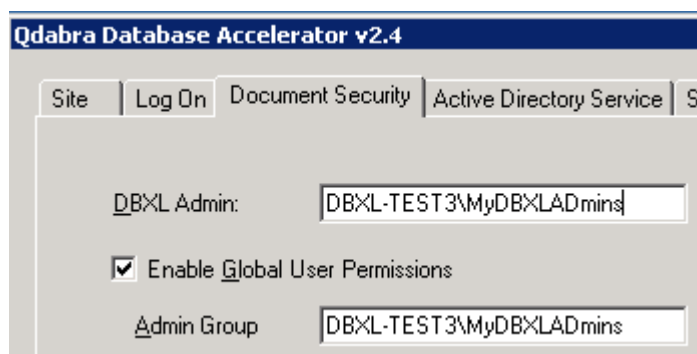 Qdabra Database Accelerator v2.4
Site Log On Document Security Active Directory Service S
DBXL Admin: DBXL-TEST3\MyDBXLADmins
Enable Global User Permissions
Admin Group DBXL-TEST3\MyDBXLADmins